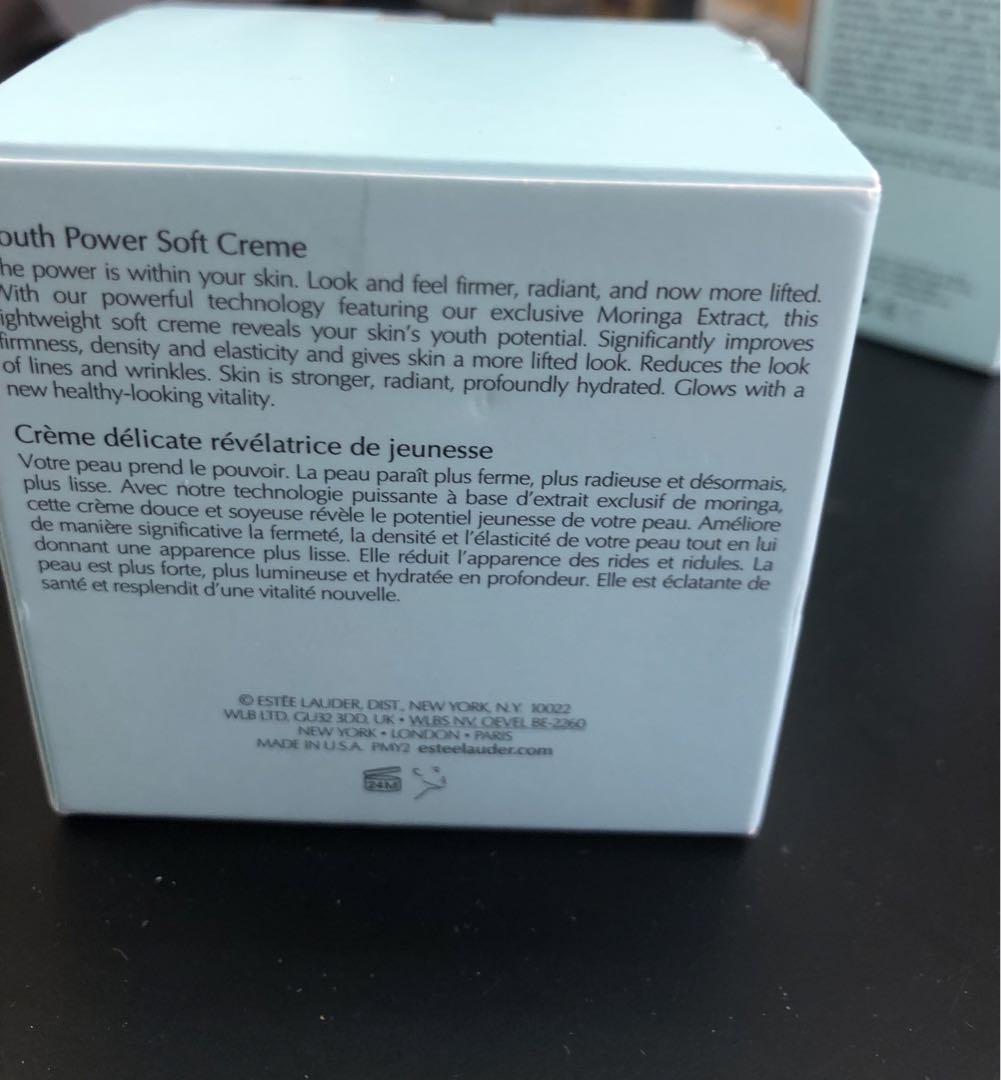 outh Power Soft Creme
he power is within your skin. Look and feel firmer, radiant, and now more lifted.
With our powerful technology featuring our exclusive Moringa Extract, this
ightweight soft creme reveals your skin's youth potential. Significantly improves
firmness, density and elasticity and gives skin a more lifted look. Reduces the look
of lines and wrinkles. Skin is stronger, radiant, profoundly hydrated. Glows with a
new healthy-looking vitality.
Crème délicate révélatrice de jeunesse
Votre peau prend le pouvoir. La peau paraît plus ferme, plus radieuse et désormais,
plus lisse. Avec notre technologie puissante à base d'extrait exclusif de moringa,
cette crème douce et soyeuse révèle le potentiel jeunesse de votre peau. Améliore
de manière significative la fermeté, la densité et l'élasticité de votre peau tout en lui
donnant une apparence plus lisse. Elle réduit l'apparence des rides et ridules. La
peau est plus forte, plus lumineuse et hydratée en profondeur. Elle est éclatante de
santé et resplendit d'une vitalité nouvelle.
© ESTÉE LAUDER, DIST., NEW YORK, N.Y. 10022
WLB LTD, GU32 3DD, UK • WLBS NV, OEVEL BE-2260
NEW YORK • LONDON • PARIS
MADE IN U.S.A. PMY2 esteelauder.com
24M